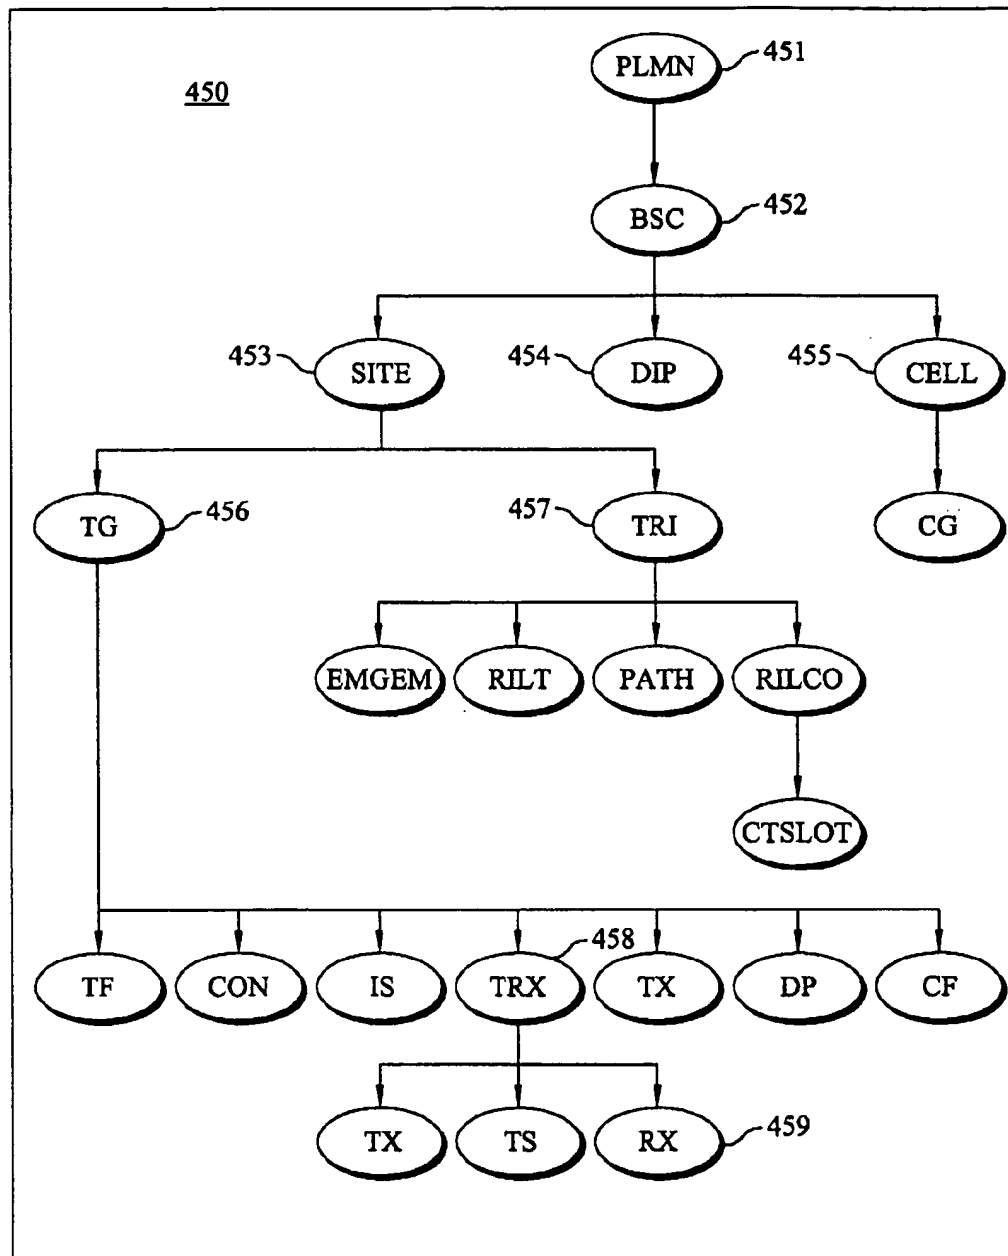 450
PLMN 451
BSC 452
453 SITE 454 DIP 455 CELL
TG 456 457 TRI CG
EMGEM RILT PATH RILCO
CTSLOT
458
TF CON IS TRX TX DP CF
TX TS RX 459